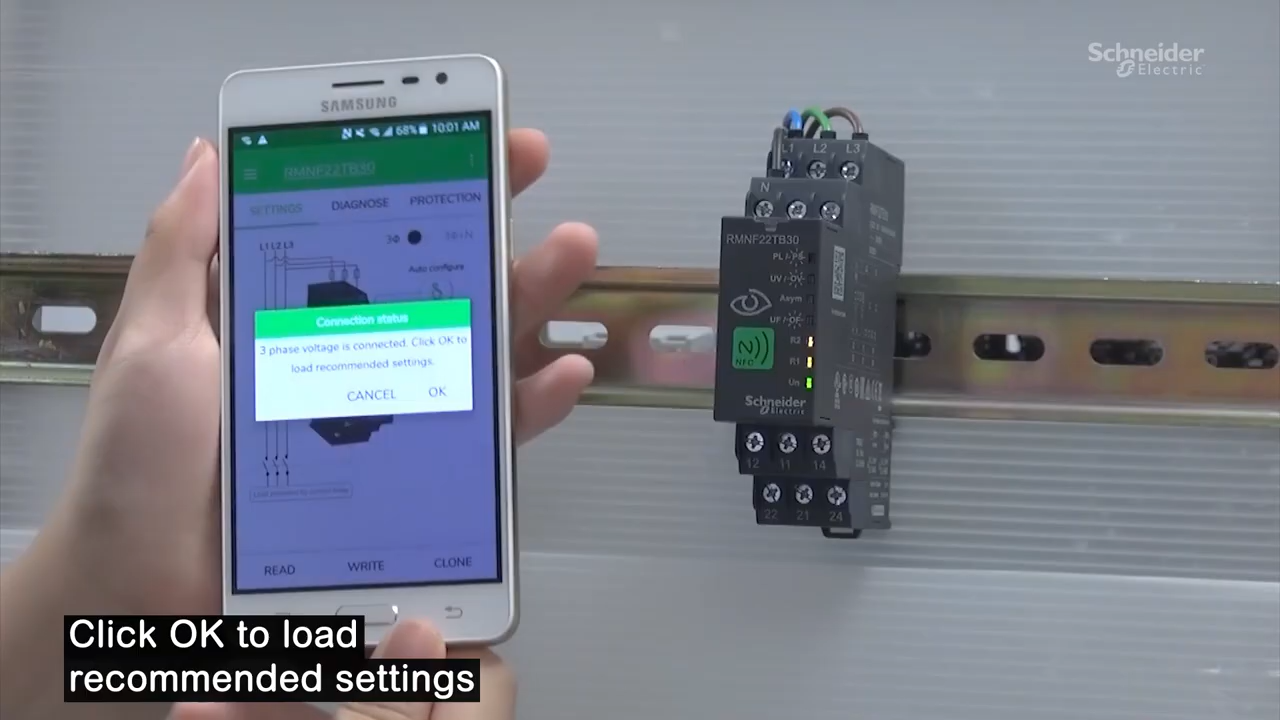 Schneider
Electric
SAMSUNG
68% 10:01 AM
RMNF22TB30
SETTINGS DIAGNOSE PROTECTION
L1 L2 L3
3Φ
Auto configure
Connection status
3 phase voltage is connected. Click OK to
load recommended settings.
CANCEL OK
READ WRITE CLONE
L1 L2 L3
N
RMNF22TB30
UV/OV
Asym
UF/OF
R2
R1
Un
NFC
Schneider
Electric
12 11 14
22 21 24
Click OK to load
recommended settings